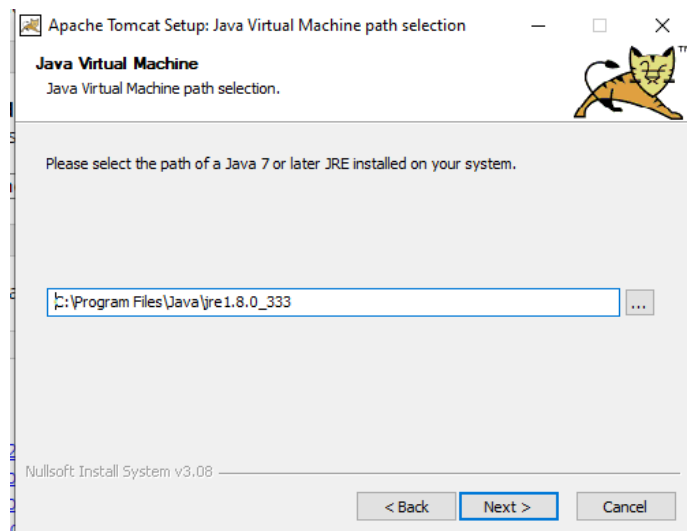 Apache Tomcat Setup: Java Virtual Machine path selection
TM
Java Virtual Machine
Java Virtual Machine path selection.
Please select the path of a Java 7 or later JRE installed on your system.
C:\Program Files\Java\jre1.8.0_333
...
Nullsoft Install System v3.08
< Back Next > Cancel